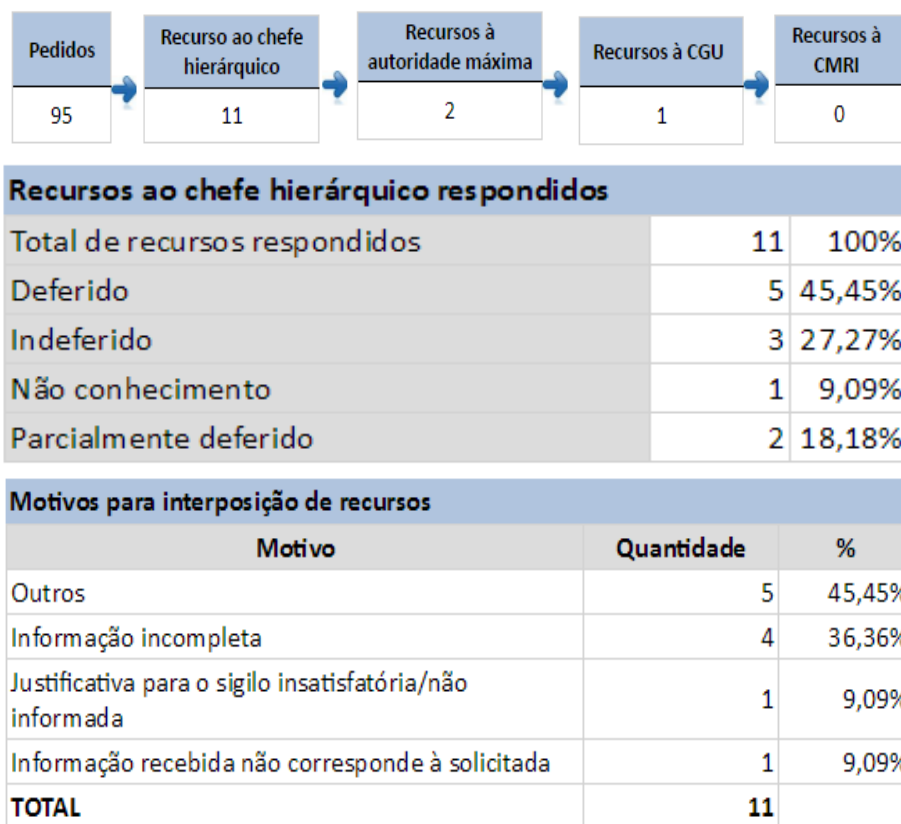 Pedidos
95
Recurso ao chefe
hierárquico
11
Recursos à
autoridade máxima
2
Recursos à CGU
1
Recursos à
CMRI
0
Recursos ao chefe hierárquico respondidos
Total de recursos respondidos 11 100%
Deferido 5 45,45%
Indeferido 3 27,27%
Não conhecimento 1 9,09%
Parcialmente deferido 2 18,18%
Motivos para interposição de recursos
Motivo Quantidade %
Outros 5 45,45%
Informação incompleta 4 36,36%
Justificativa para o sigilo insatisfatória/não
informada 1 9,09%
Informação recebida não corresponde à solicitada 1 9,09%
TOTAL 11